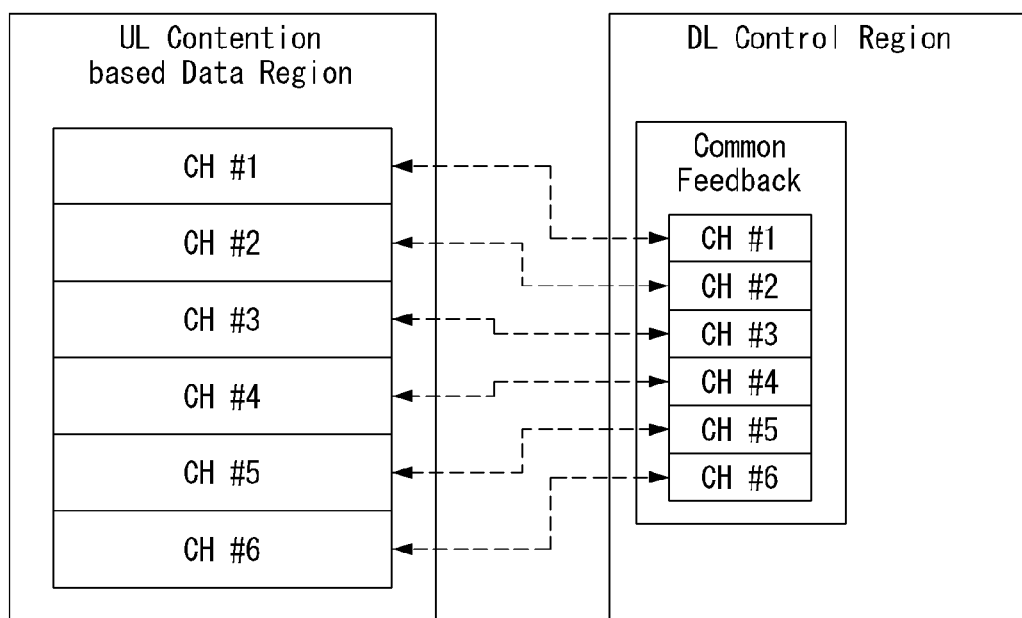 UL Contention
based Data Region
CH #1
CH #2
CH #3
CH #4
CH #5
CH #6
DL Control Region
Common
Feedback
CH #1
CH #2
CH #3
CH #4
CH #5
CH #6